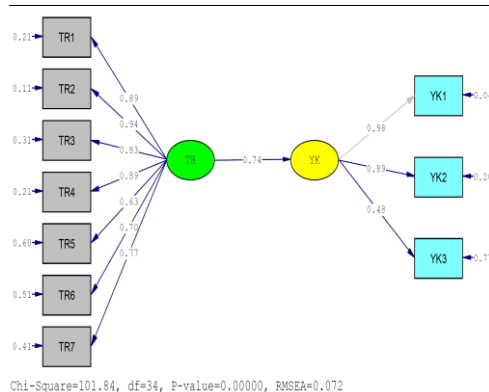 0.21 TR1
0.89
0.11 TR2
0.94
0.31 TR3
0.83
0.21 TR4
0.89
0.60 TR5
0.63
0.51 TR6
0.70
0.41 TR7
0.77
TR 0.74 YK
0.98 YK1
0.89 YK2
0.48 YK3
Chi-Square=101.84, df=34, P-value=0.00000, RMSEA=0.072